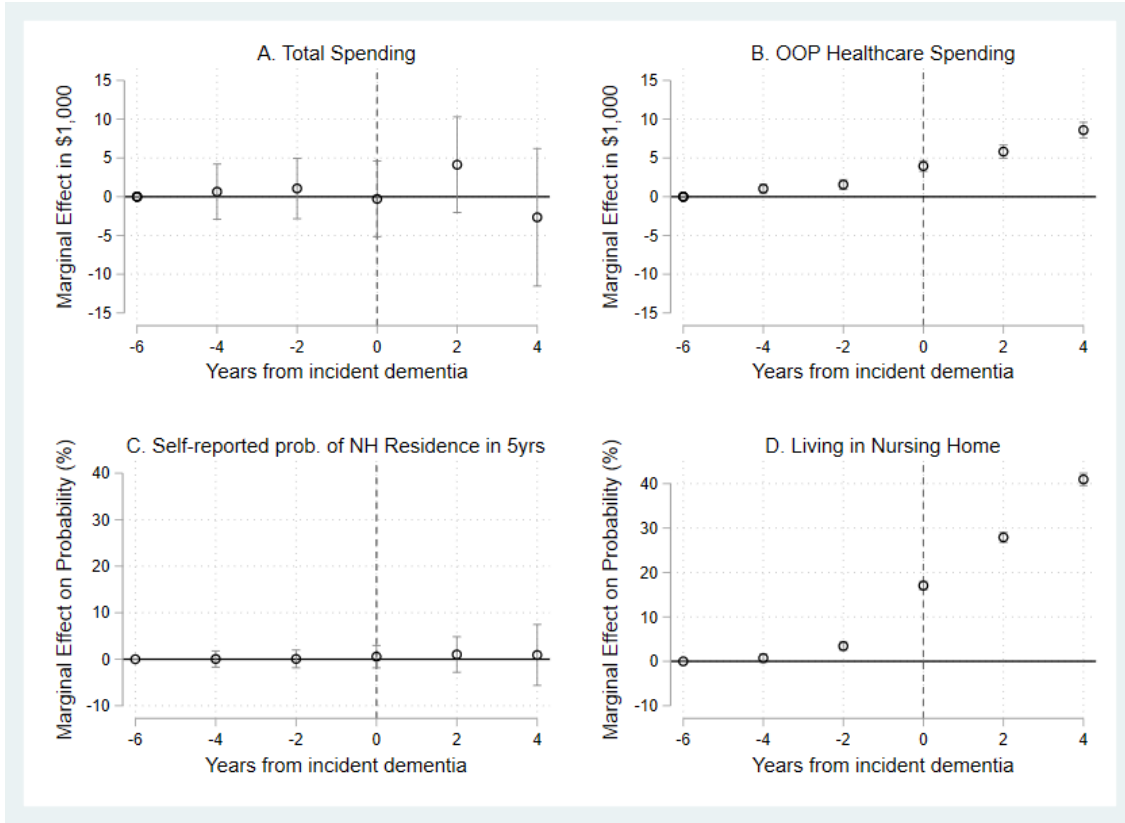 A. Total Spending
Marginal Effect in $1,000
15
10
5
0
-5
-10
-15
-6 -4 -2 0 2 4
Years from incident dementia
B. OOP Healthcare Spending
Marginal Effect in $1,000
15
10
5
0
-5
-10
-15
-6 -4 -2 0 2 4
Years from incident dementia
C. Self-reported prob. of NH Residence in 5yrs
Marginal Effect on Probability (%)
40
30
20
10
0
-10
-6 -4 -2 0 2 4
Years from incident dementia
D. Living in Nursing Home
Marginal Effect on Probability (%)
40
30
20
10
0
-10
-6 -4 -2 0 2 4
Years from incident dementia